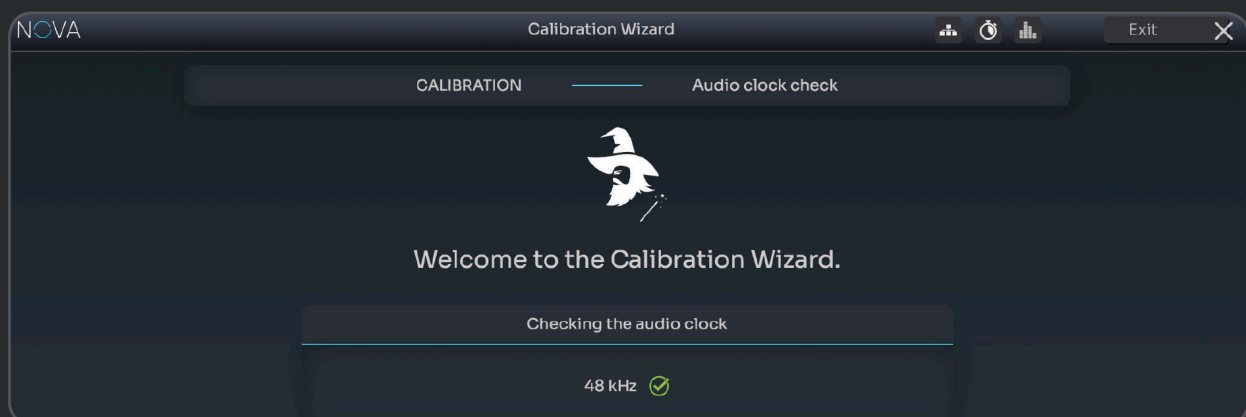 NOVA
Calibration Wizard
Exit
CALIBRATION
Audio clock check
Welcome to the Calibration Wizard.
Checking the audio clock
48 kHz